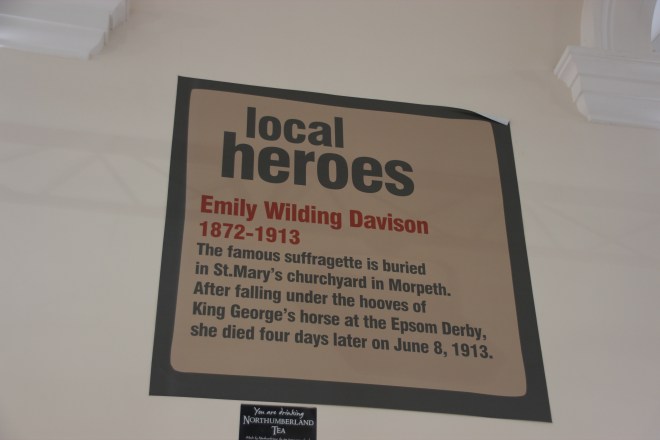 local
heroes
Emily Wilding Davison
1872-1913
The famous suffragette is buried
in St.Mary's churchyard in Morpeth.
After falling under the hooves of
King George's horse at the Epsom Derby,
she died four days later on June 8, 1913.
You are drinking
NORTHUMBERLAND
TEA